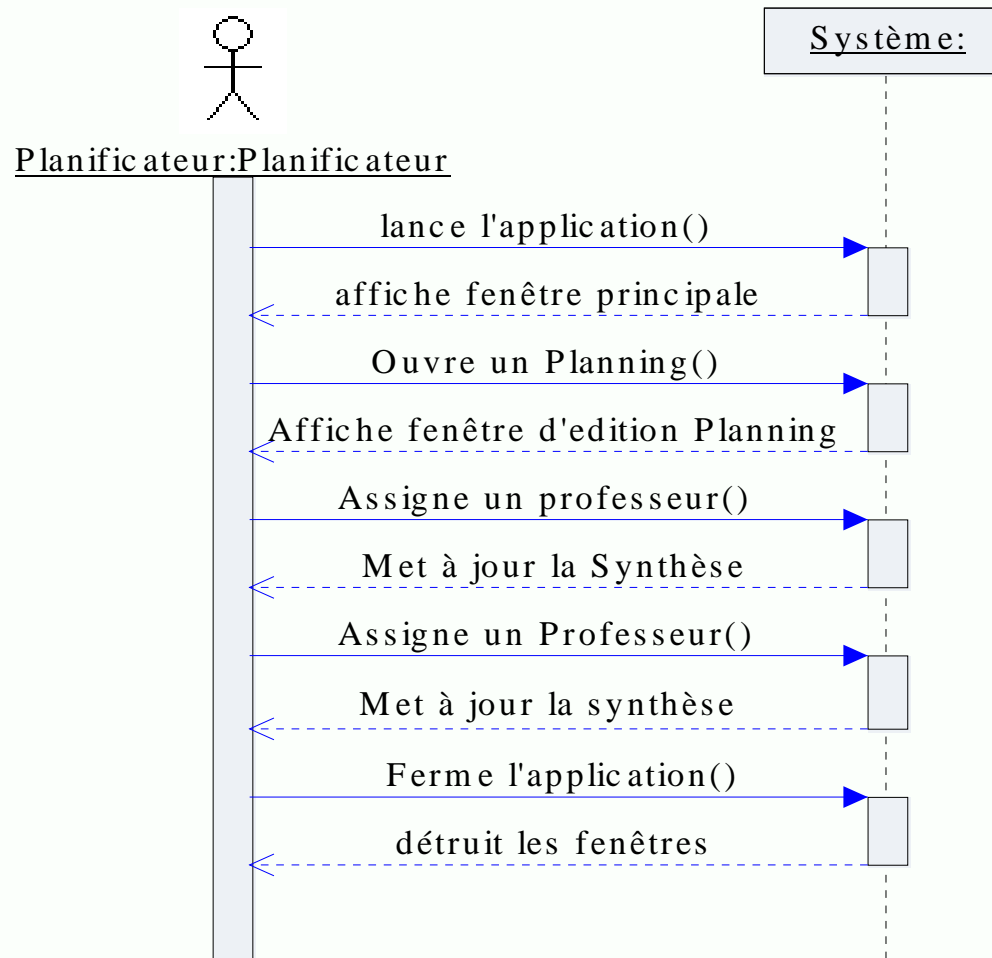 Système:
Planificateur:Planificateur
lance l'application()
affiche fenêtre principale
Ouvre un Planning()
Affiche fenêtre d'edition Planning
Assigne un professeur()
Met à jour la Synthèse
Assigne un Professeur()
Met à jour la synthèse
Ferme l'application()
détruit les fenêtres